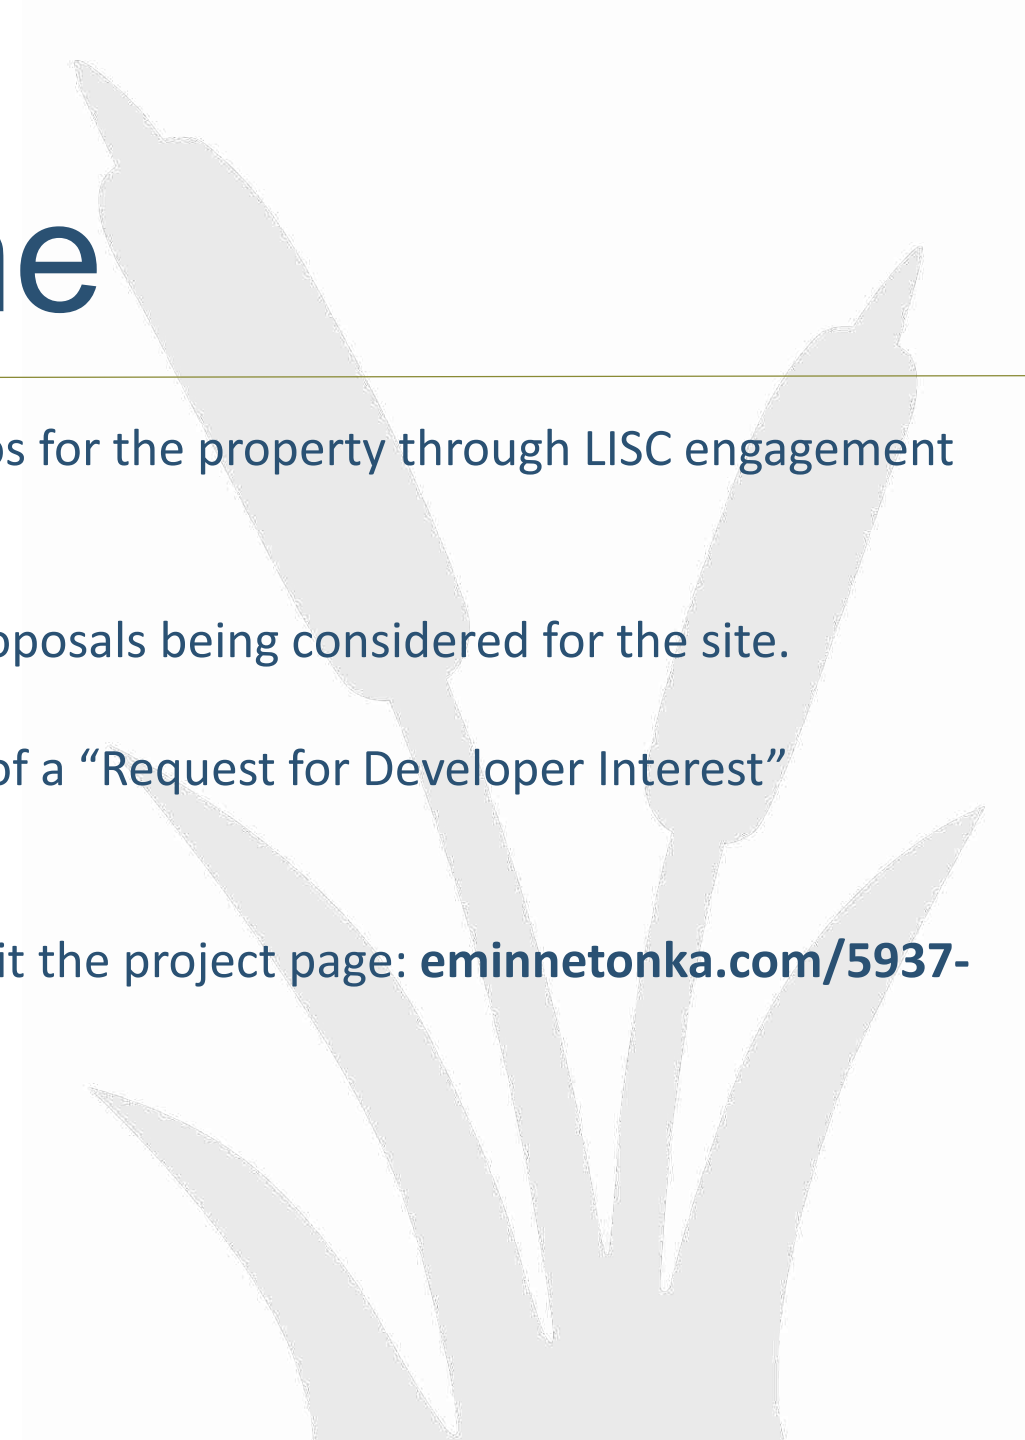 ne
os for the property through LISC engagement
oposals being considered for the site.
of a “Request for Developer Interest”
it the project page: eminnetonka.com/5937-